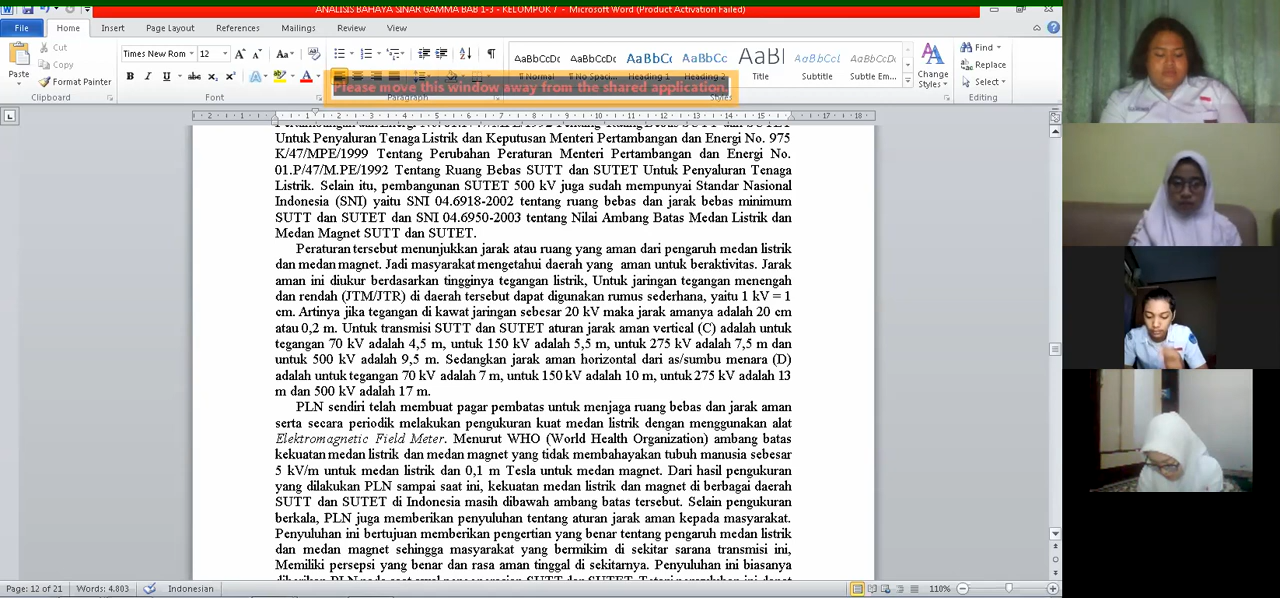 ANALISIS BAHAYA SINAR GAMMA BAB 1-3 - KELOMPOK 7 - Microsoft Word (Product Activation Failed)
File Home Insert Page Layout References Mailings Review View
Paste
Cut
Copy
Format Painter
Clipboard
Times New Rom 12
Font
Paragraph
Please move this window away from the shared application.
AaBbCcDc AaBbCcDc AaBbCc AaBbCc AaBl AaBbCcL AaBbCcDc
Normal No Spac... Heading 1 Heading 2 Title Subtitle Subtle Em...
Styles
Change Styles
Find
Replace
Select
Editing
Untuk Penyaluran Tenaga Listrik dan Keputusan Menteri Pertambangan dan Energi No. 975
K/47/MPE/1999 Tentang Perubahan Peraturan Menteri Pertambangan dan Energi No.
01.P/47/M.PE/1992 Tentang Ruang Bebas SUTT dan SUTET Untuk Penyaluran Tenaga
Listrik. Selain itu, pembangunan SUTET 500 kV juga sudah mempunyai Standar Nasional
Indonesia (SNI) yaitu SNI 04.6918-2002 tentang ruang bebas dan jarak bebas minimum
SUTT dan SUTET dan SNI 04.6950-2003 tentang Nilai Ambang Batas Medan Listrik dan
Medan Magnet SUTT dan SUTET.
Peraturan tersebut menunjukkan jarak atau ruang yang aman dari pengaruh medan listrik
dan medan magnet. Jadi masyarakat mengetahui daerah yang aman untuk beraktivitas. Jarak
aman ini diukur berdasarkan tingginya tegangan listrik, Untuk jaringan tegangan menengah
dan rendah (JTM/JTR) di daerah tersebut dapat digunakan rumus sederhana, yaitu 1 kV = 1
cm. Artinya jika tegangan di kawat jaringan sebesar 20 kV maka jarak amanya adalah 20 cm
atau 0,2 m. Untuk transmisi SUTT dan SUTET aturan jarak aman vertical (C) adalah untuk
tegangan 70 kV adalah 4,5 m, untuk 150 kV adalah 5,5 m, untuk 275 kV adalah 7,5 m dan
untuk 500 kV adalah 9,5 m. Sedangkan jarak aman horizontal dari as/sumbu menara (D)
adalah untuk tegangan 70 kV adalah 7 m, untuk 150 kV adalah 10 m, untuk 275 kV adalah 13
m dan 500 kV adalah 17 m.
PLN sendiri telah membuat pagar pembatas untuk menjaga ruang bebas dan jarak aman
serta secara periodik melakukan pengukuran kuat medan listrik dengan menggunakan alat
Elektromagnetic Field Meter. Menurut WHO (World Health Organization) ambang batas
kekuatan medan listrik dan medan magnet yang tidak membahayakan tubuh manusia sebesar
5 kV/m untuk medan listrik dan 0,1 m Tesla untuk medan magnet. Dari hasil pengukuran
yang dilakukan PLN sampai saat ini, kekuatan medan listrik dan magnet di berbagai daerah
SUTT dan SUTET di Indonesia masih dibawah ambang batas tersebut. Selain pengukuran
berkala, PLN juga memberikan penyuluhan tentang aturan jarak aman kepada masyarakat.
Penyuluhan ini bertujuan memberikan pengertian yang benar tentang pengaruh medan listrik
dan medan magnet sehingga masyarakat yang bermikim di sekitar sarana transmisi ini,
Memiliki persepsi yang benar dan rasa aman tinggal di sekitarnya. Penyuluhan ini biasanya
Page: 12 of 21 Words: 4.803 Indonesian 110%